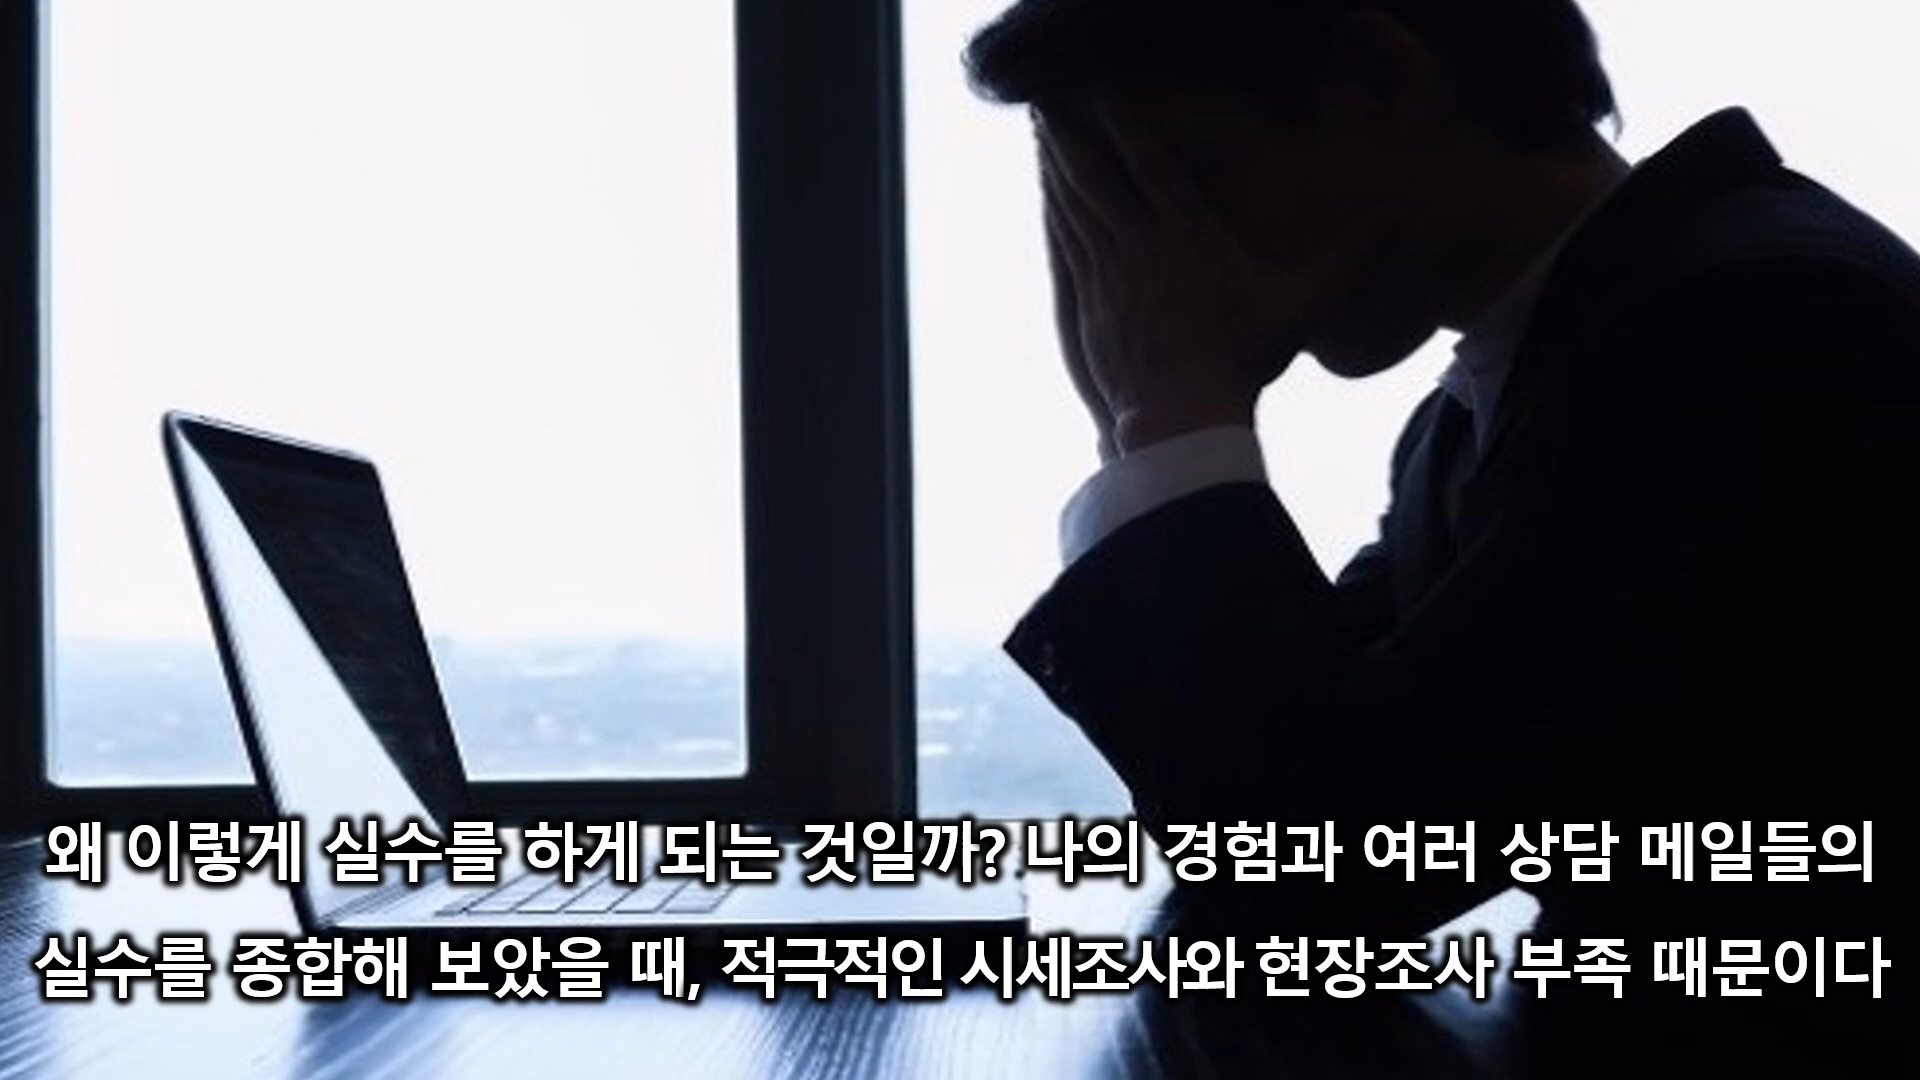 왜 이렇게 실수를 하게 되는 것일까? 나의 경험과 여러 상담 메일들의
실수를 종합해 보았을 때, 적극적인 시세조사와 현장조사 부족 때문이다